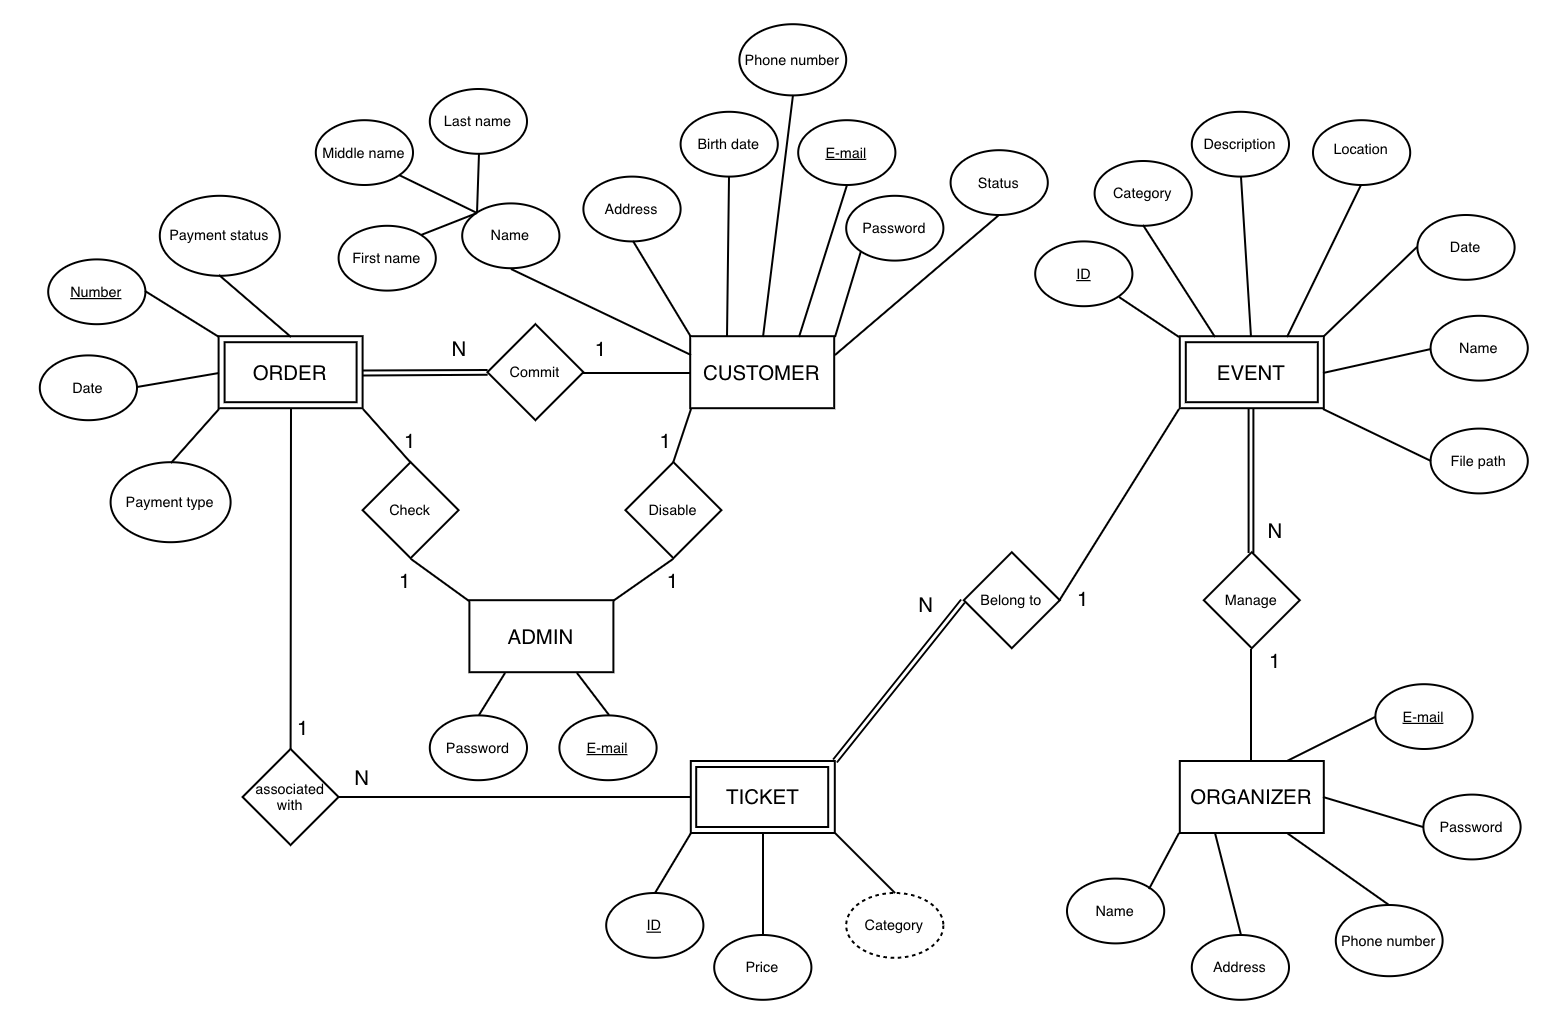 Phone number
Last name
Middle name
Birth date
E-mail
Description
Location
Status
Category
Address
Password
Payment status
Name
Date
First name
ID
Number
N
1
Name
ORDER
Commit
CUSTOMER
EVENT
Date
1
1
File path
Payment type
Check
Disable
N
1
1
Belong to
1
Manage
N
ADMIN
1
E-mail
1
Password
E-mail
N
associated
with
TICKET
ORGANIZER
Password
Name
ID
Category
Phone number
Price
Address